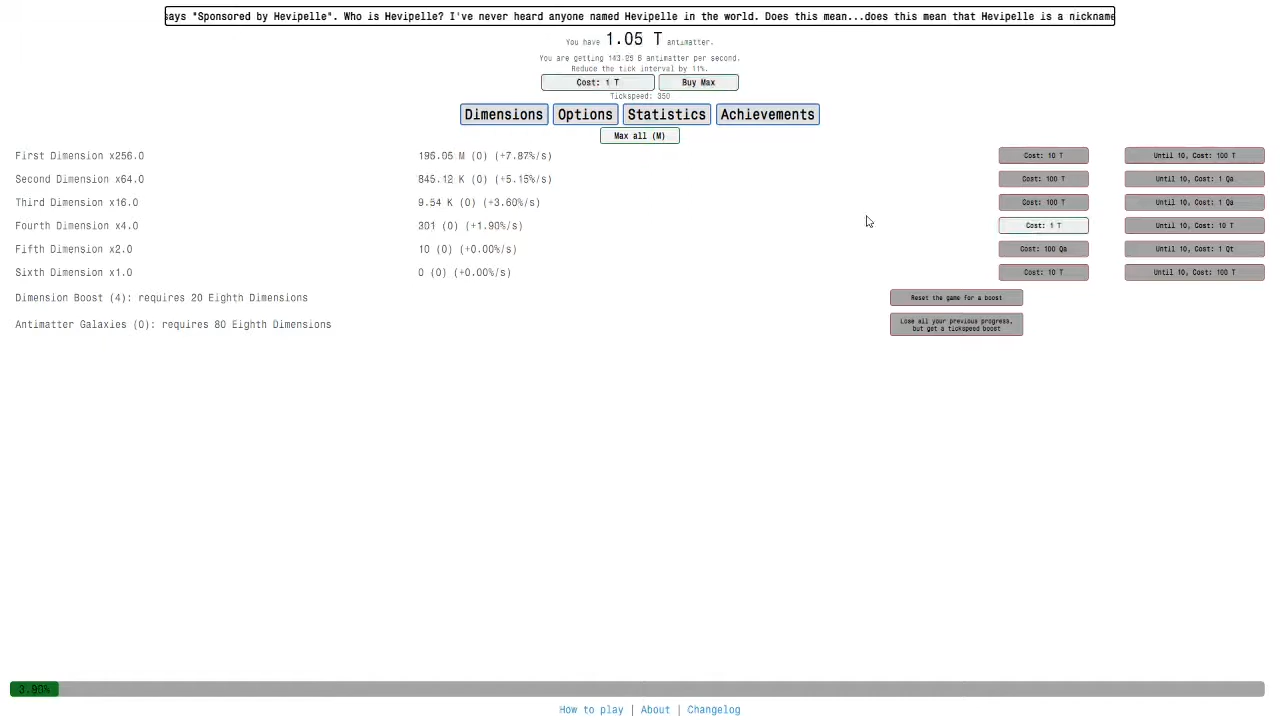 says "Sponsored by Hevipelle". Who is Hevipelle? I've never heard anyone named Hevipelle in the world. Does this mean...does this mean that Hevipelle is a nickname
You have 1.05 T antimatter.
You are getting 143.25 B antimatter per second.
Reduce the tick interval by 11%.
Cost: 1 T Buy Max
Tickspeed: 350
Dimensions Options Statistics Achievements
Max all (M)
First Dimension x256.0 196.05 M (0) (+7.87%/s) Cost: 10 T Until 10, Cost: 100 T
Second Dimension x64.0 845.12 K (0) (+5.15%/s) Cost: 100 T Until 10, Cost: 1 Qa
Third Dimension x16.0 9.54 K (0) (+3.60%/s) Cost: 100 T Until 10, Cost: 1 Qa
Fourth Dimension x4.0 301 (0) (+1.90%/s) Cost: 1 T Until 10, Cost: 10 T
Fifth Dimension x2.0 10 (0) (+0.00%/s) Cost: 100 Qa Until 10, Cost: 1 Qt
Sixth Dimension x1.0 0 (0) (+0.00%/s) Cost: 10 T Until 10, Cost: 100 T
Dimension Boost (4): requires 20 Eighth Dimensions Reset the game for a boost
Antimatter Galaxies (0): requires 80 Eighth Dimensions Lose all your previous progress, but get a tickspeed boost
3.90%
How to play | About | Changelog